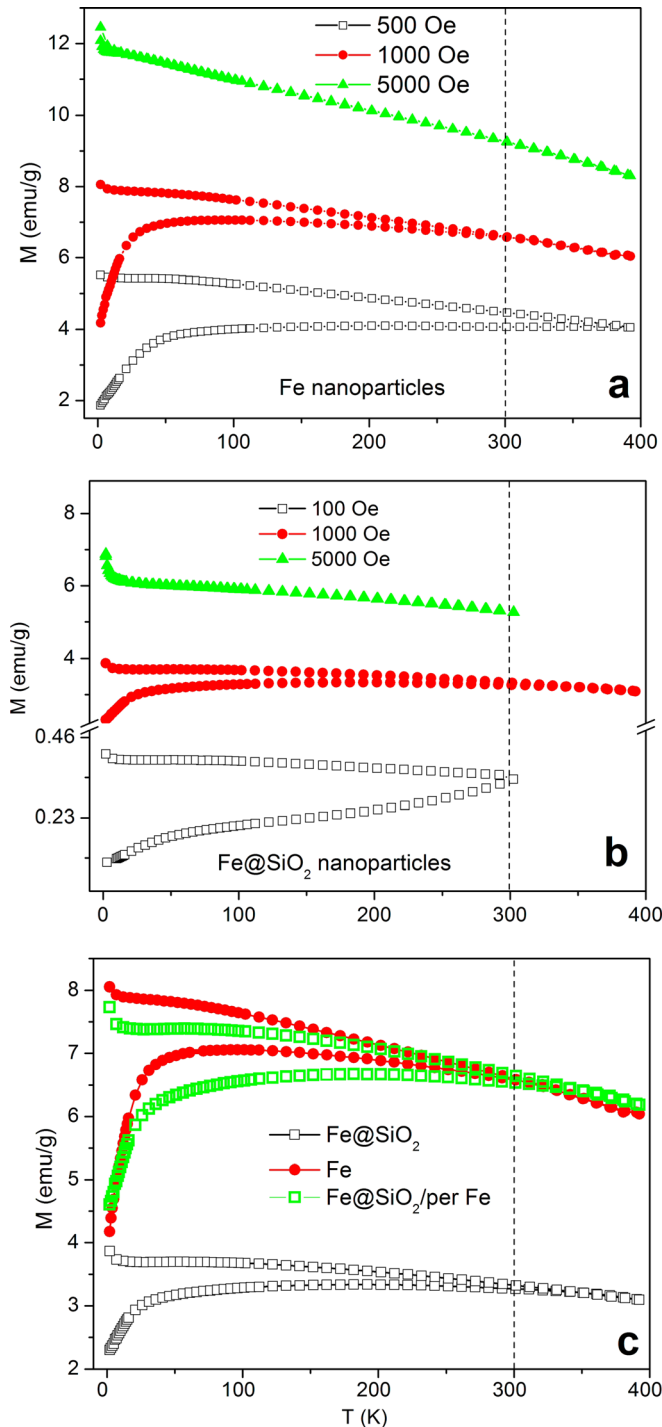 12
10
8
6
4
2
M (emu/g)
500 Oe
1000 Oe
5000 Oe
Fe nanoparticles
a
0
100
200
300
400
8
6
4
0.46
0.23
M (emu/g)
100 Oe
1000 Oe
5000 Oe
Fe@SiO2 nanoparticles
b
0
100
200
300
400
8
7
6
5
4
3
2
M (emu/g)
Fe@SiO2
Fe
Fe@SiO2/per Fe
c
0
100
200
300
400
T (K)